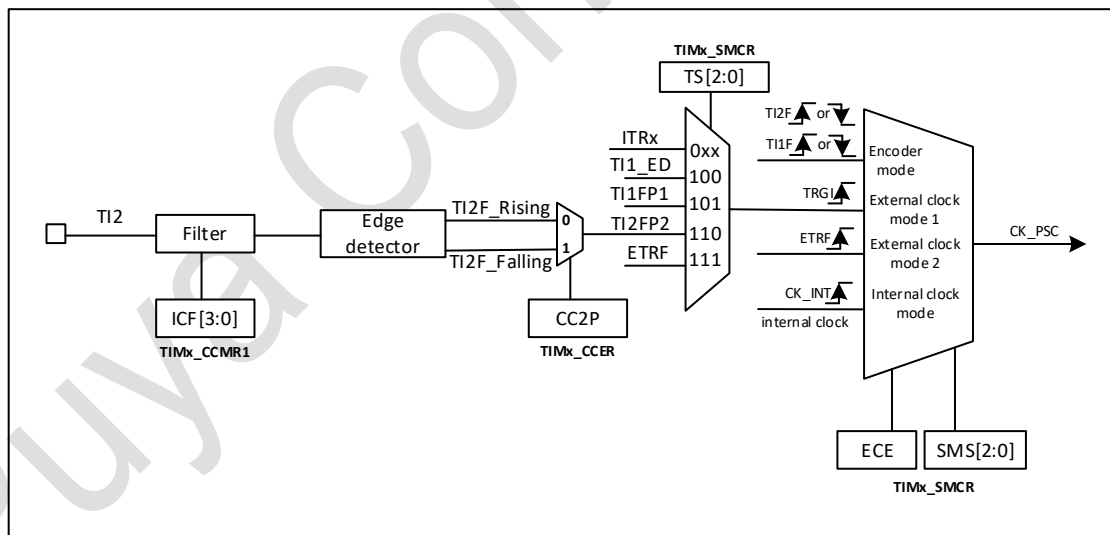 TIMx_SMCR
TS[2:0]
TI2F or
TI1F or
ITRx
0xx
Encoder
mode
TI1_ED
100
TI1FP1
101
TRGI
External clock
mode 1
TI2
Filter
Edge
detector
TI2F_Rising
0
TI2FP2
110
ETRF
External clock
mode 2
CK_PSC
1
TI2F_Falling
ETRF
111
CK_INT
Internal clock
mode
internal clock
ICF[3:0]
TIMx_CCMR1
CC2P
TIMx_CCER
ECE
SMS[2:0]
TIMx_SMCR
Puya Con